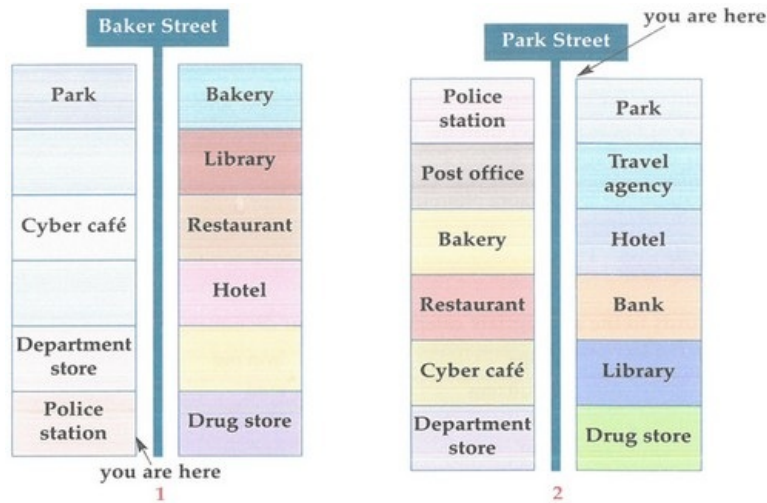 Baker Street
Park
Bakery
Library
Cyber café
Restaurant
Hotel
Department
store
Police
station
Drug store
you are here
1
you are here
Park Street
Police
station
Park
Post office
Travel
agency
Bakery
Hotel
Restaurant
Bank
Cyber café
Library
Department
store
Drug store
2